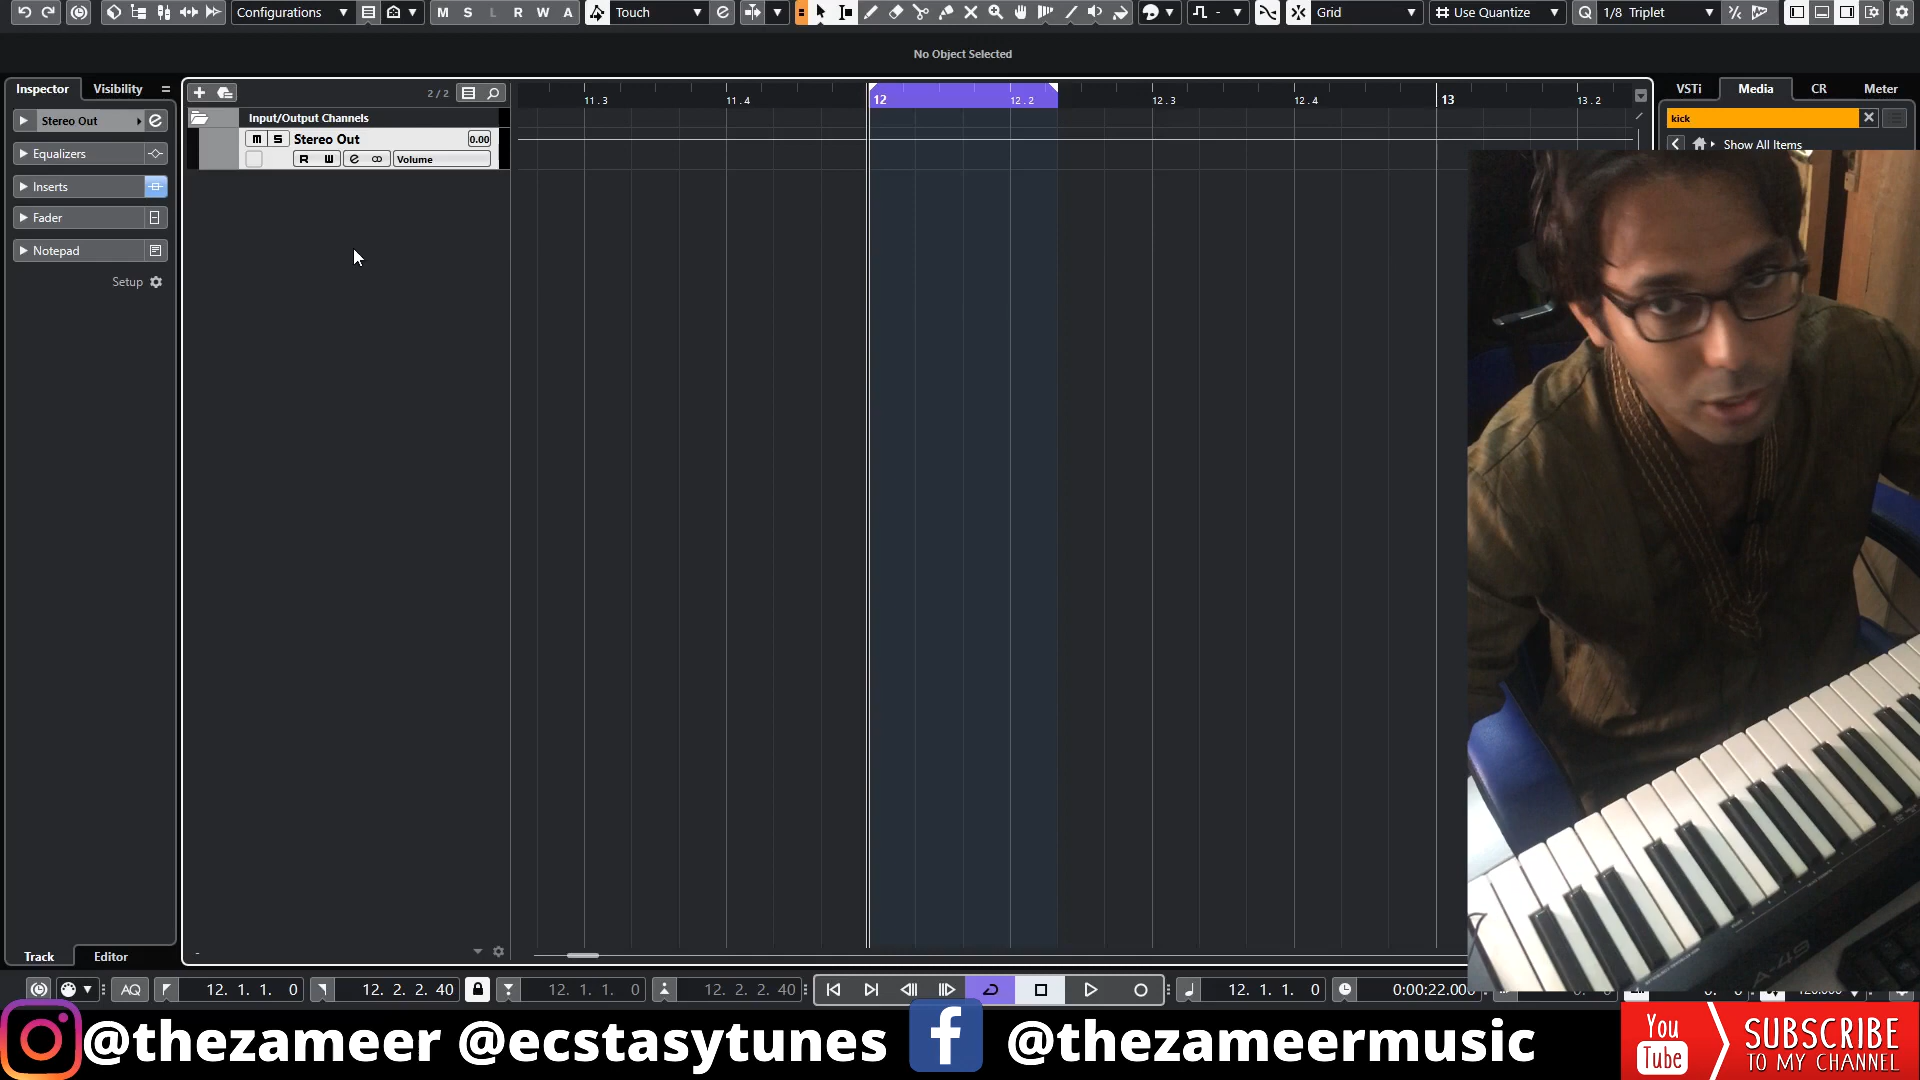 Configurations
M S L R W A
Touch
Grid
Use Quantize
1/8 Triplet
No Object Selected
Inspector
Visibility
Stereo Out
Equalizers
Inserts
Fader
Notepad
Setup
2 / 2
Input/Output Channels
m S Stereo Out 0.00
R W e Volume
11.3 11.4 12 12.2 12.3 12.4 13 13.2
VSTi Media CR Meter
kick
Show All Items
Track Editor
AQ 12. 1. 1. 0 12. 2. 2. 40 12. 1. 1. 0 12. 2. 2. 40 12. 1. 1. 0 0:00:22.000
A-49
@thezameer @ecstasytunes f @thezameermusic
You Tube
SUBSCRIBE
TO MY CHANNEL